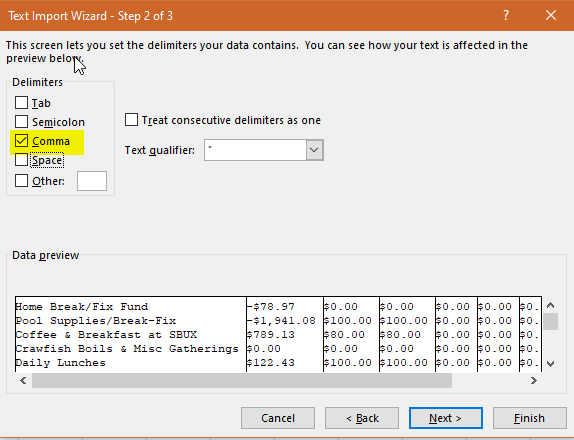 Text Import Wizard - Step 2 of 3 ? ×
This screen lets you set the delimiters your data contains. You can see how your text is affected in the
preview below.
Delimiters
Tab
Semicolon
Comma
Space
Other:
Treat consecutive delimiters as one
Text qualifier: "
Data preview
Home Break/Fix Fund -$78.97 $0.00 $0.00 $0.00 $0.00 $0.
Pool Supplies/Break-Fix -$1,941.08 $100.00 $100.00 $0.00 $0.00 $0.
Coffee & Breakfast at SBUX $789.13 $80.00 $80.00 $0.00 $0.00 $0.
Crawfish Boils & Misc Gatherings $0.00 $0.00 $0.00 $0.00 $0.00 $0.
Daily Lunches $122.43 $100.00 $100.00 $0.00 $0.00 $0.
Cancel < Back Next > Finish